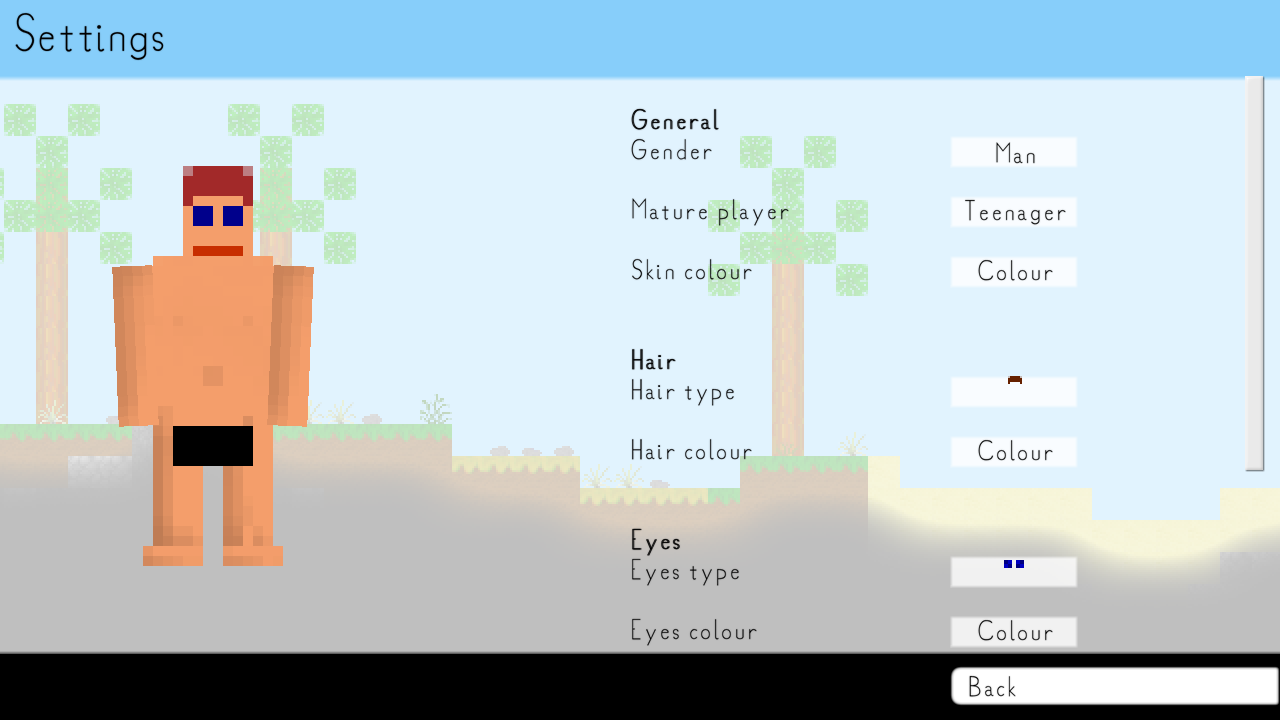 Settings
General
Gender Man
Mature player Teenager
Skin colour Colour
Hair
Hair type
Hair colour Colour
Eyes
Eyes type
Eyes colour Colour
Back